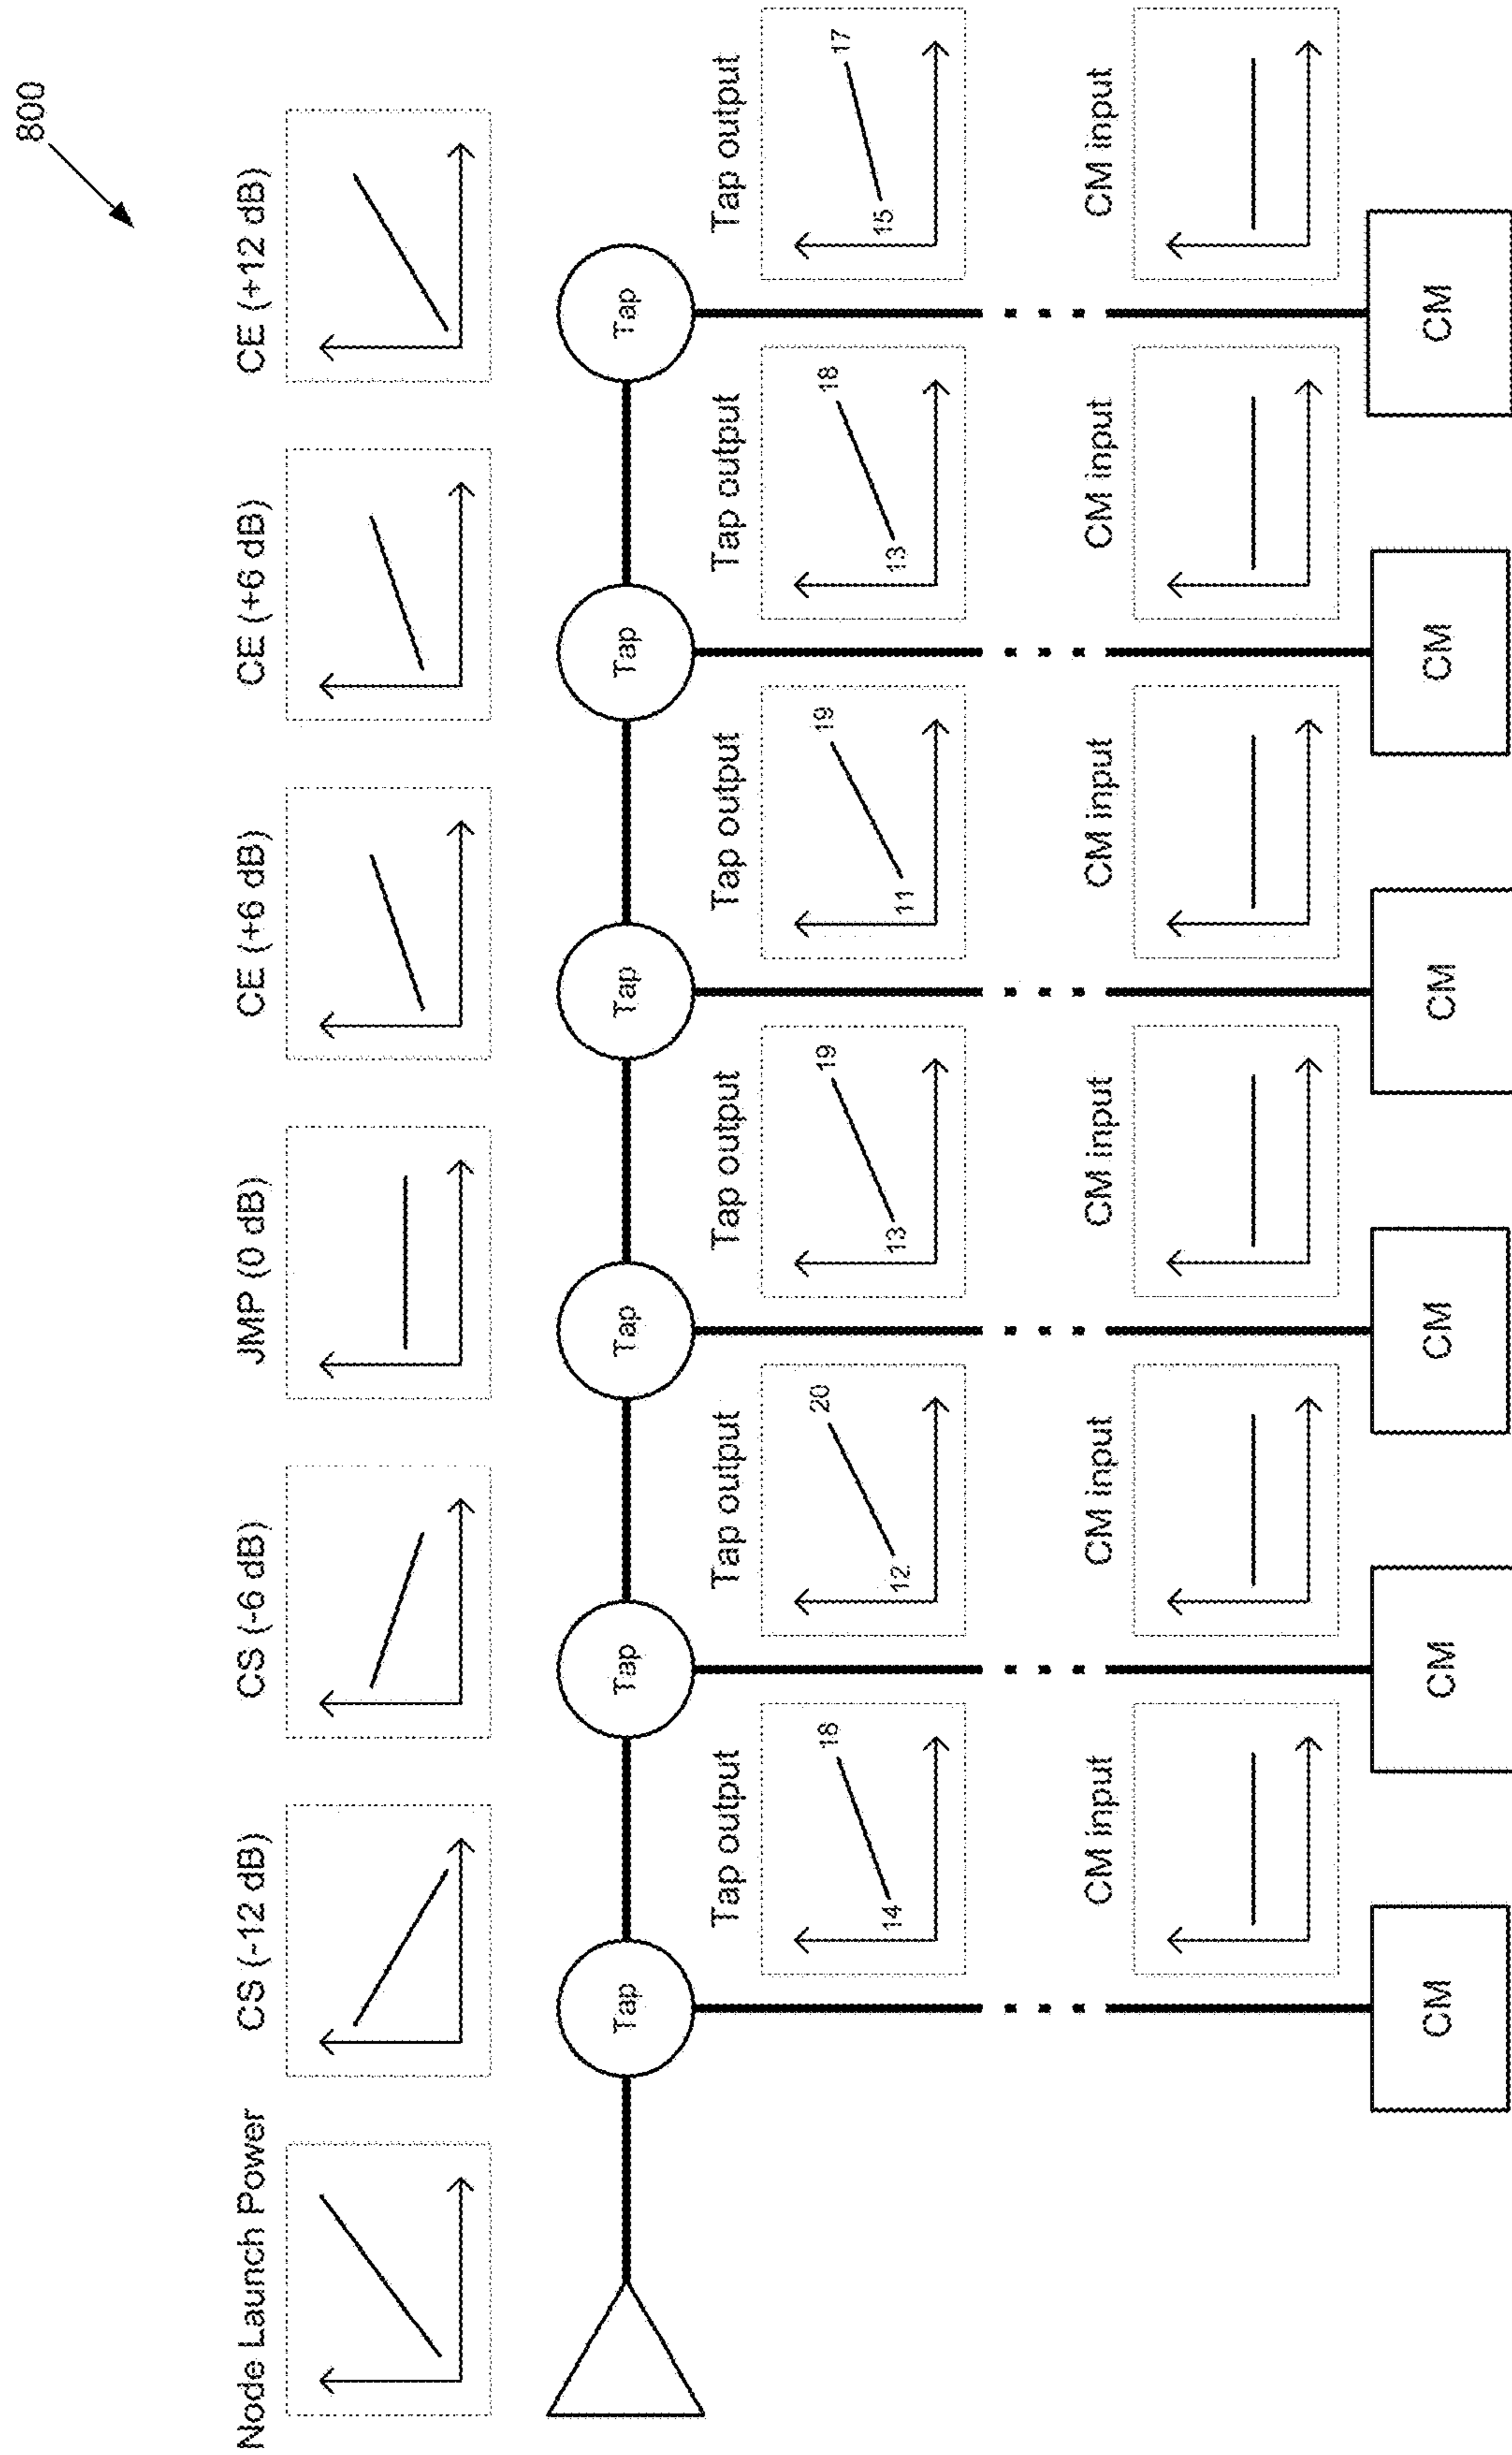 800
Node Launch Power
CS (-12 dB)
CS (-6 dB)
JMP (0 dB)
CE (+6 dB)
CE (+6 dB)
CE (+12 dB)
Tap
Tap
Tap
Tap
Tap
Tap
Tap output
Tap output
Tap output
Tap output
Tap output
Tap output
14 18
12 20
13 19
11 19
13 18
15 17
CM input
CM input
CM input
CM input
CM input
CM input
CM
CM
CM
CM
CM
CM